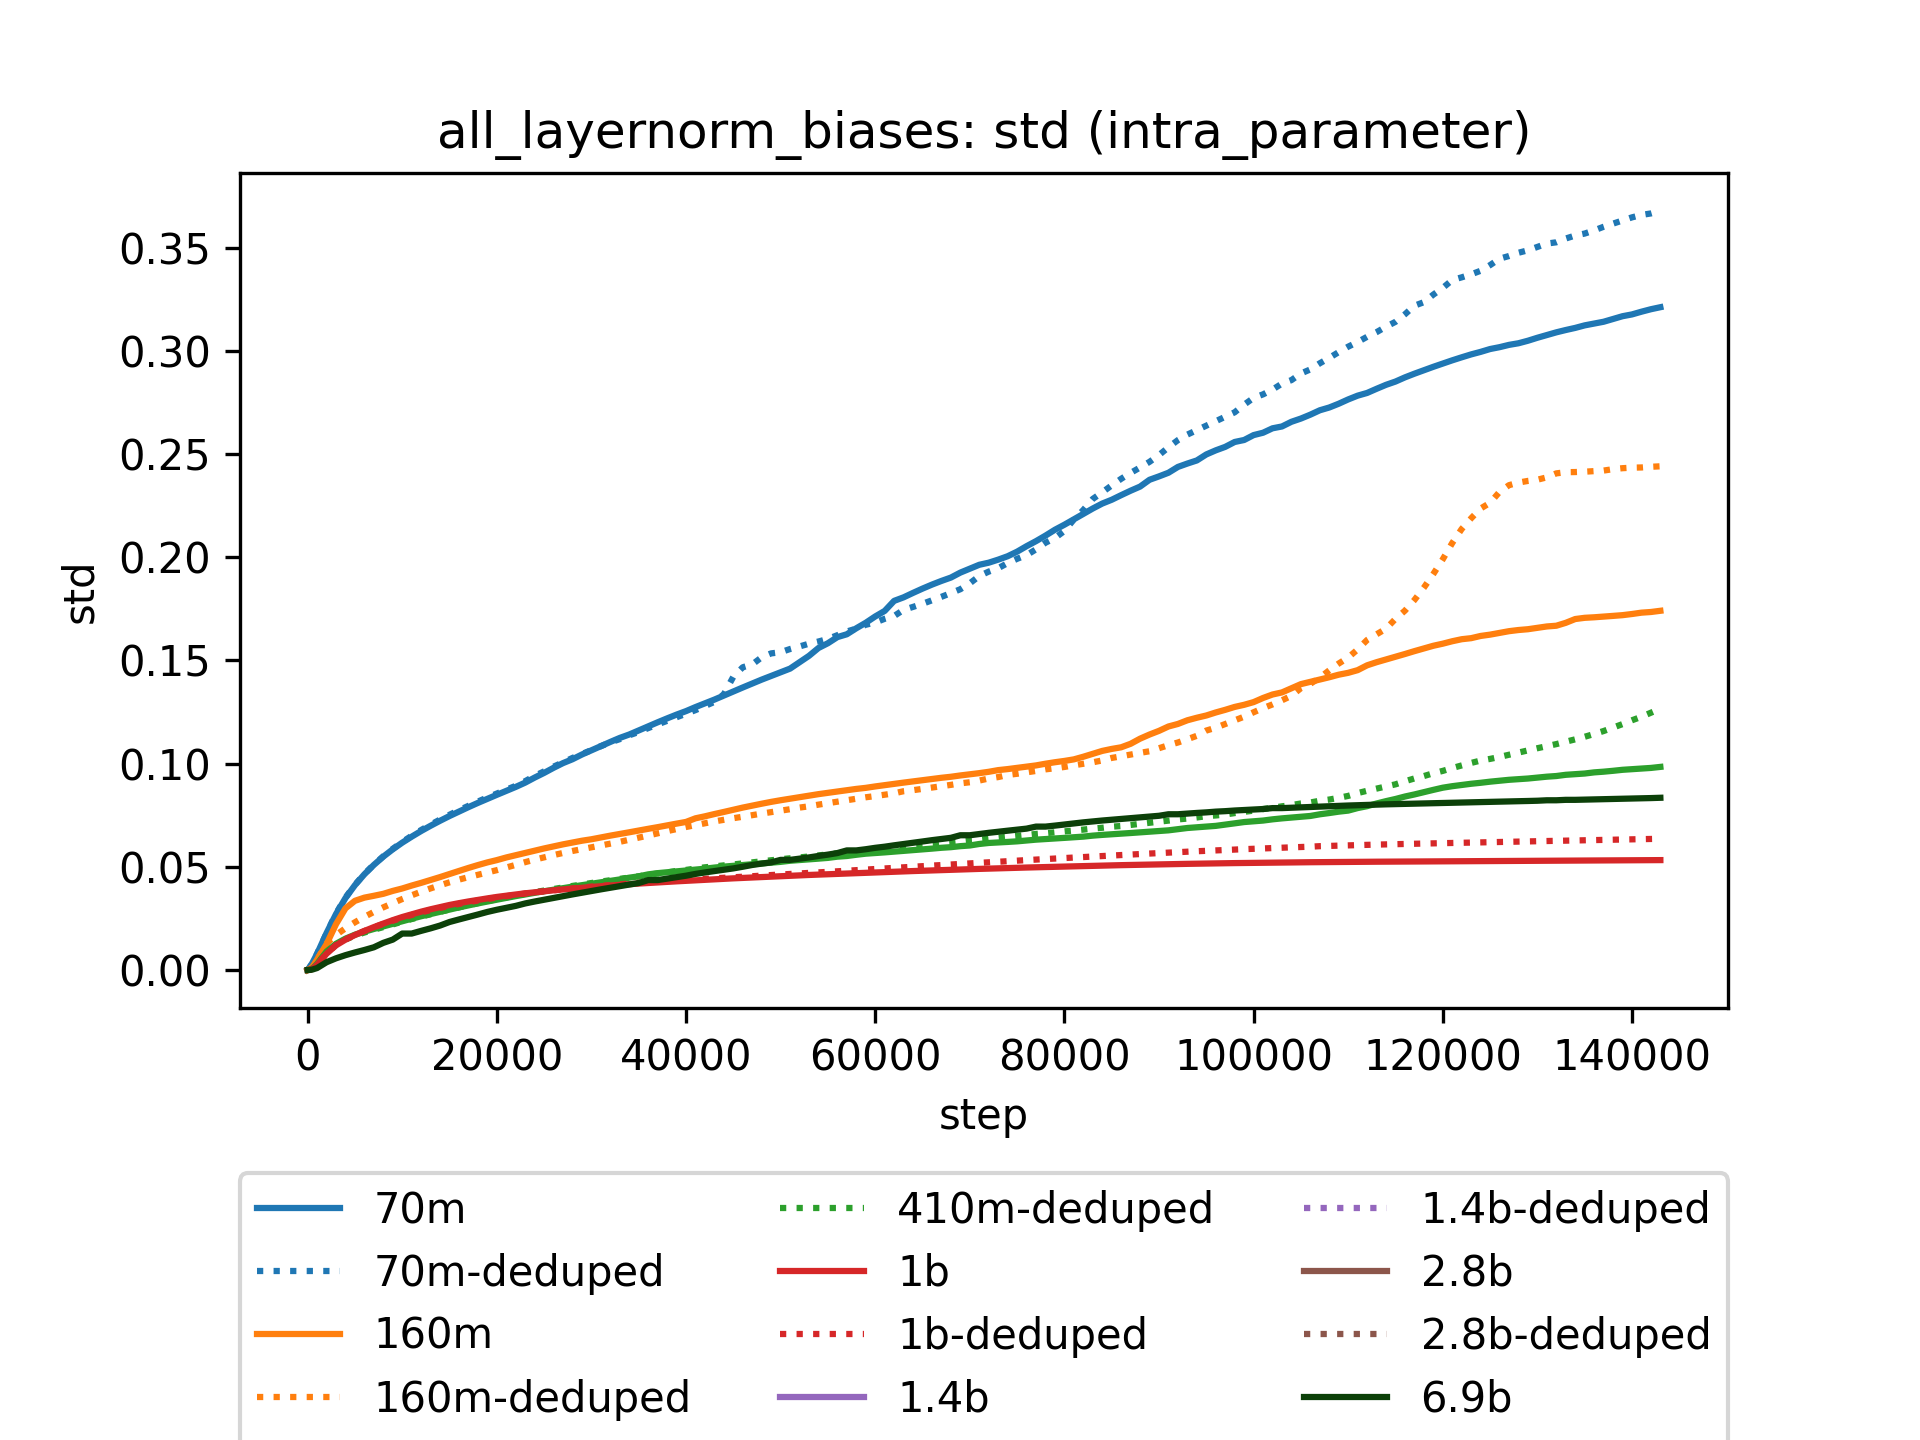 all_layernorm_biases: std (intra_parameter)
std
0.35
0.30
0.25
0.20
0.15
0.10
0.05
0.00
0 20000 40000 60000 80000 100000 120000 140000
step
70m 410m-deduped 1.4b-deduped
70m-deduped 1b 2.8b
160m 1b-deduped 2.8b-deduped
160m-deduped 1.4b 6.9b